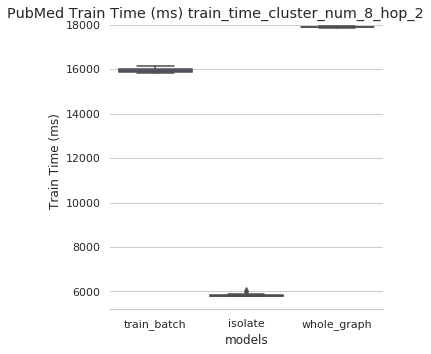 PubMed Train Time (ms) train_time_cluster_num_8_hop_2
18000
16000
14000
12000
10000
8000
6000
Train Time (ms)
train_batch isolate whole_graph
models